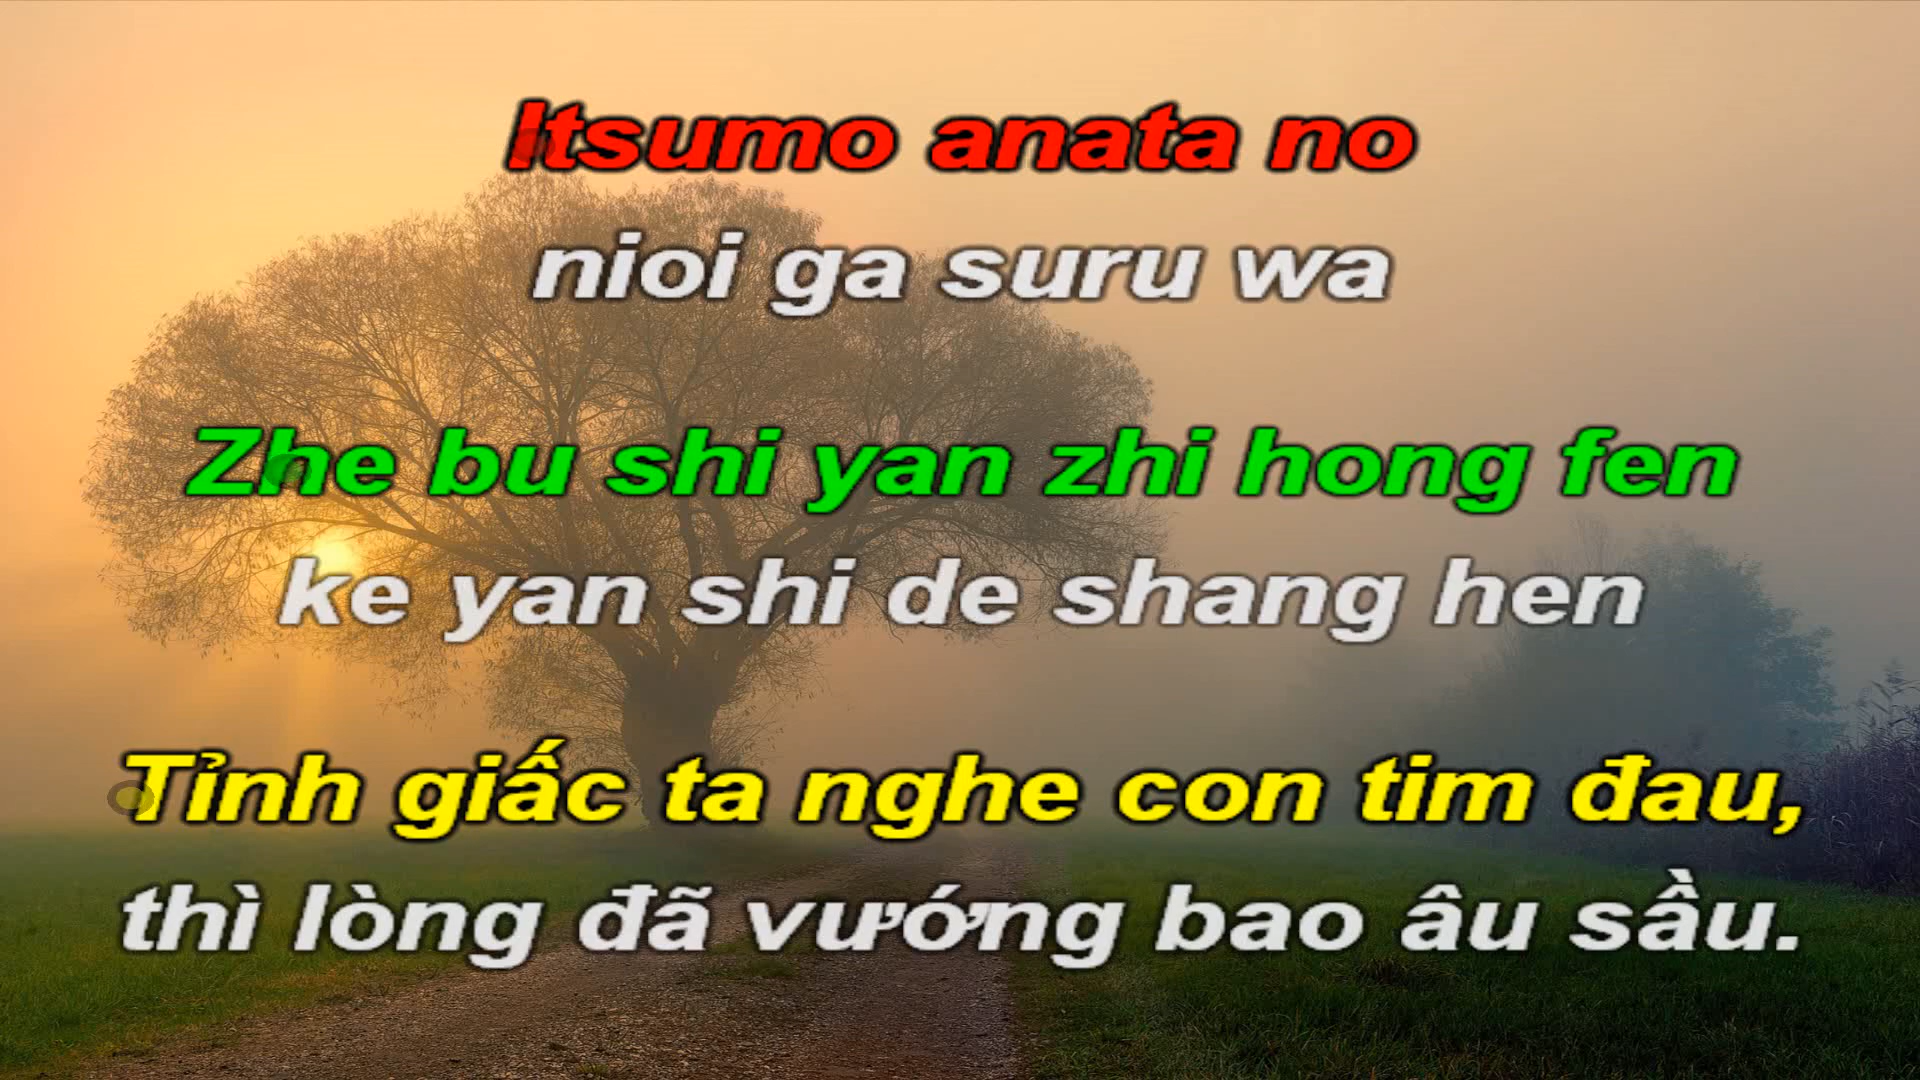 Itsumo anata no
nioi ga suru wa
Zhe bu shi yan zhi hong fen
ke yan shi de shang hen
Tỉnh giấc ta nghe con tim đau,
thì lòng đã vướng bao âu sầu.